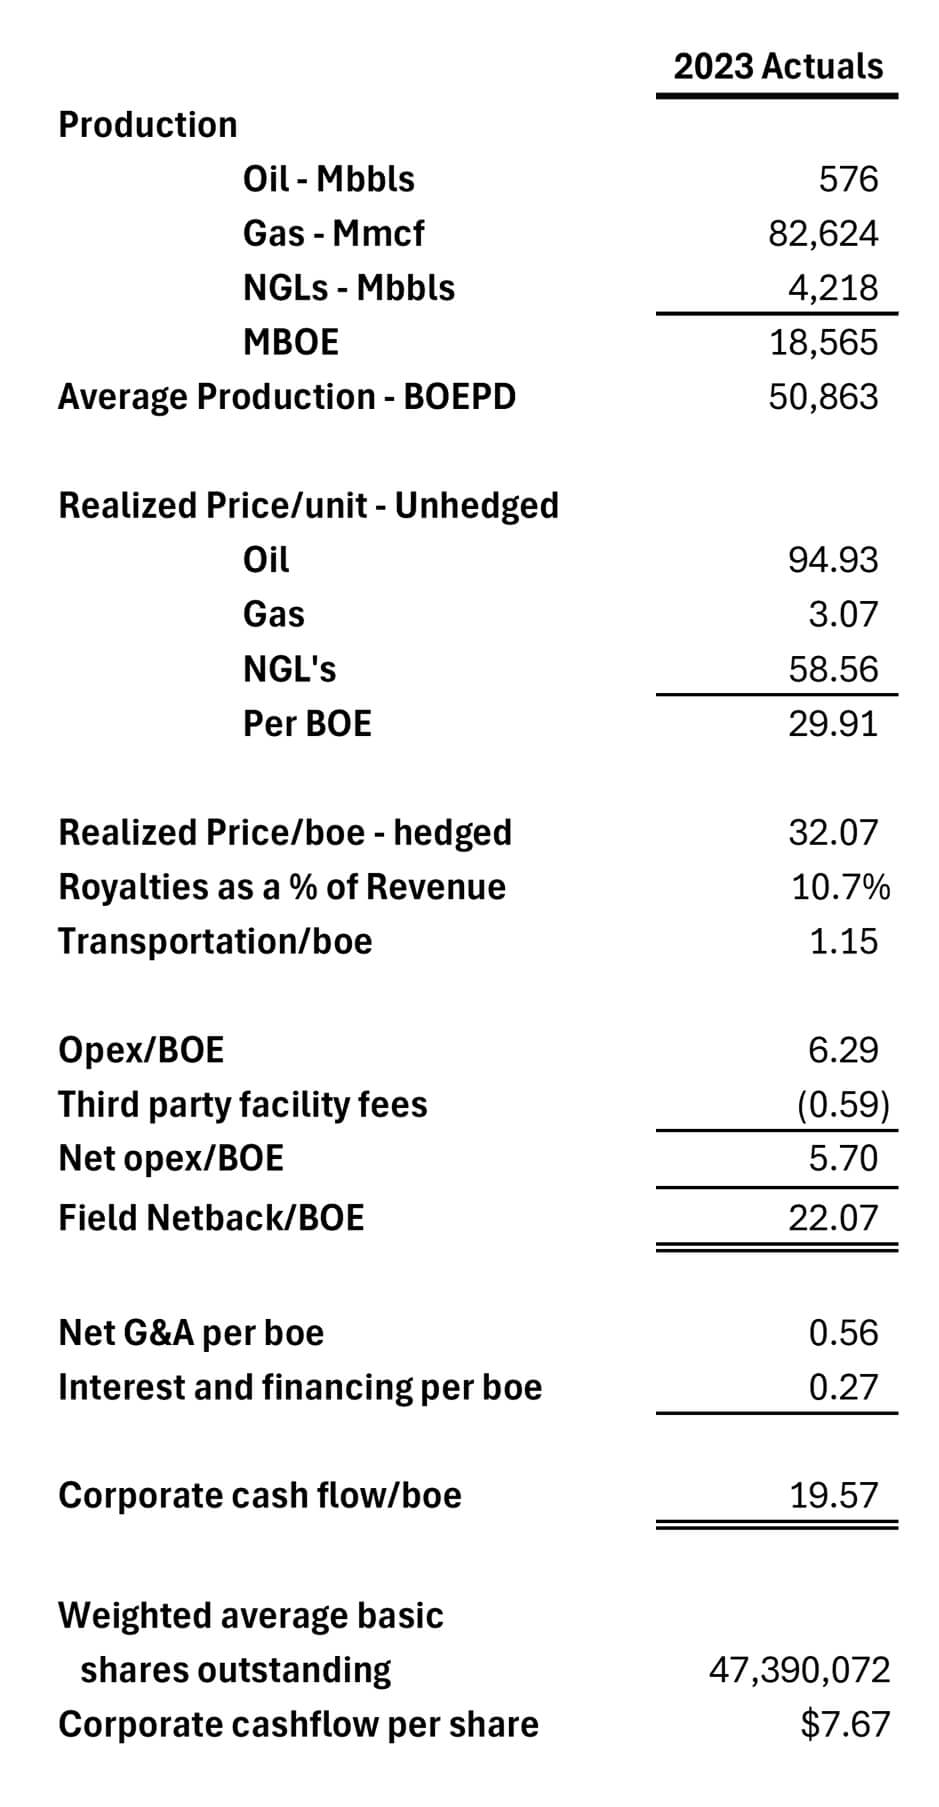 2023 Actuals
Production
Oil - Mbbls 576
Gas - Mmcf 82,624
NGLs - Mbbls 4,218
MBOE 18,565
Average Production - BOEPD 50,863
Realized Price/unit - Unhedged
Oil 94.93
Gas 3.07
NGL's 58.56
Per BOE 29.91
Realized Price/boe - hedged 32.07
Royalties as a % of Revenue 10.7%
Transportation/boe 1.15
Opex/BOE 6.29
Third party facility fees (0.59)
Net opex/BOE 5.70
Field Netback/BOE 22.07
Net G&A per boe 0.56
Interest and financing per boe 0.27
Corporate cash flow/boe 19.57
Weighted average basic
shares outstanding 47,390,072
Corporate cashflow per share $7.67